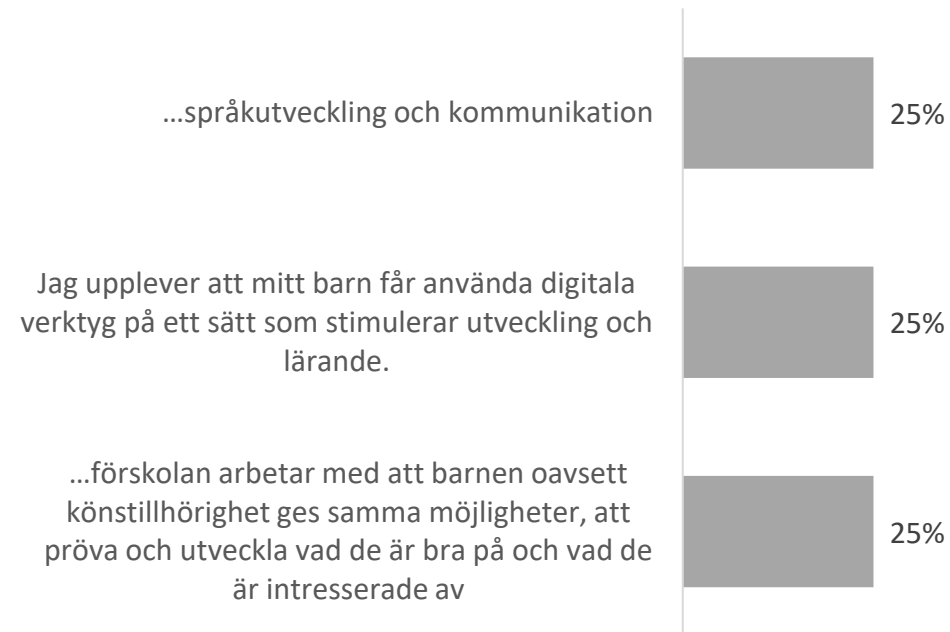 …språkutveckling och kommunikation
25%
Jag upplever att mitt barn får använda digitala
verktyg på ett sätt som stimulerar utveckling och
lärande.
25%
…förskolan arbetar med att barnen oavsett
könstillhörighet ges samma möjligheter, att
pröva och utveckla vad de är bra på och vad de
är intresserade av
25%